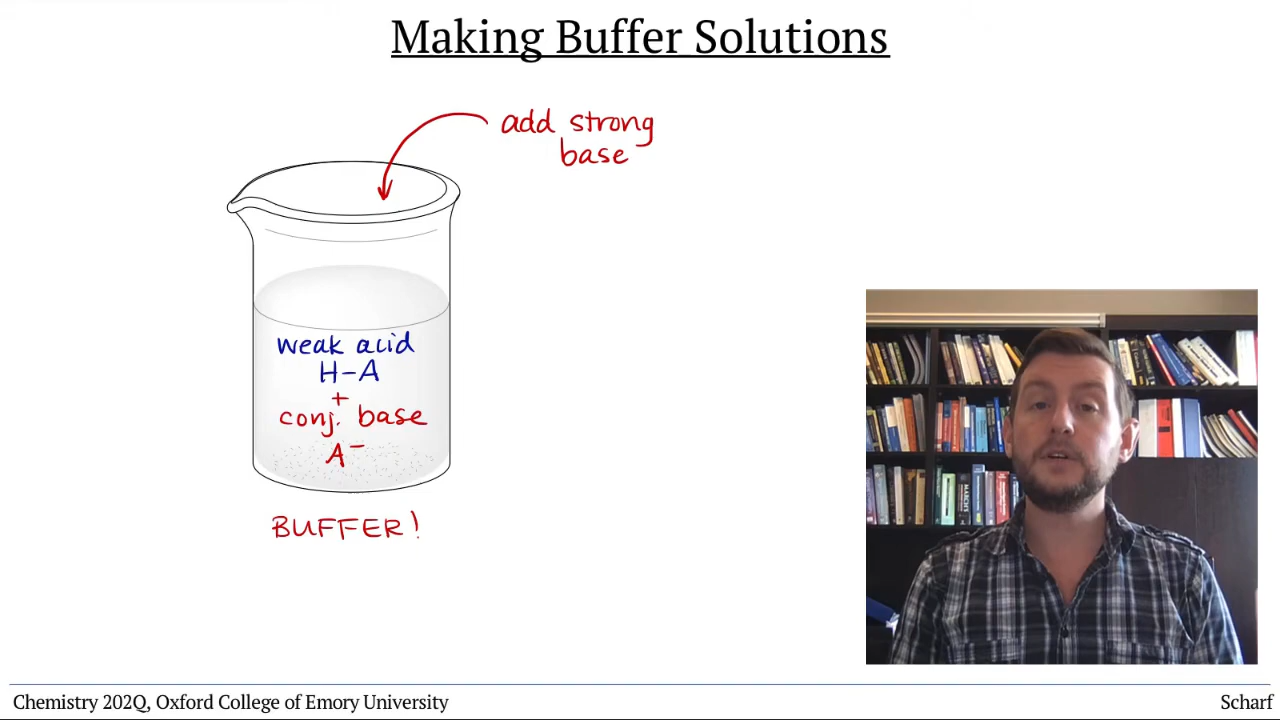 Making Buffer Solutions
add strong
base
weak acid
H-A
+
conj. base
A⁻
BUFFER!
Chemistry 202Q, Oxford College of Emory University
Scharf